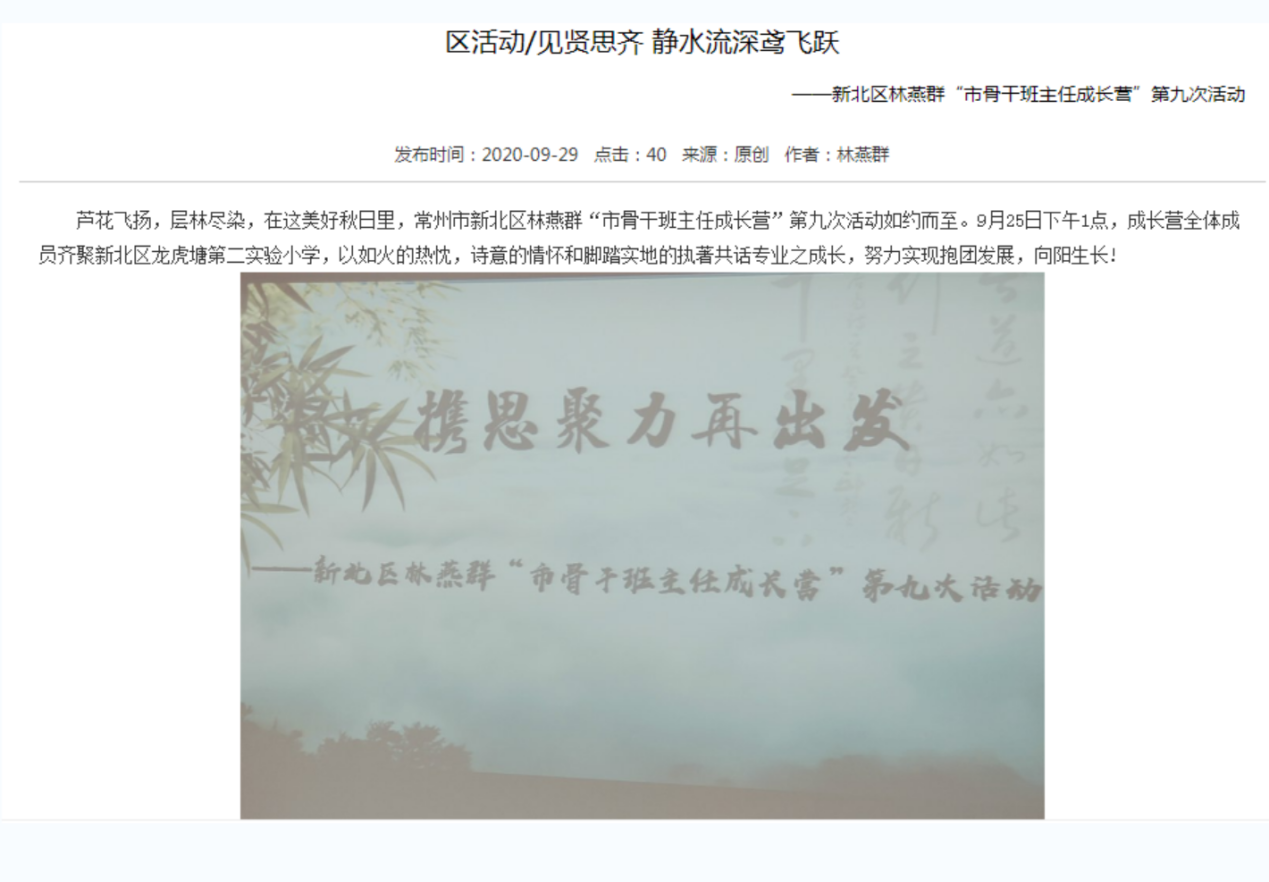 区活动/见贤思齐 静水流深鸢飞跃
——新北区林燕群“市骨干班主任成长营”第九次活动
发布时间：2020-09-29 点击：40 来源：原创 作者：林燕群
芦花飞扬，层林尽染，在这美好秋日里，常州市新北区林燕群“市骨干班主任成长营”第九次活动如约而至。9月25日下午1点，成长营全体成
员齐聚新北区龙虎塘第二实验小学，以如火的热忱，诗意的情怀和脚踏实地的执著共话专业之成长，努力实现抱团发展，向阳生长！
携思聚力再出发
——新北区林燕群“市骨干班主任成长营”第九次活动